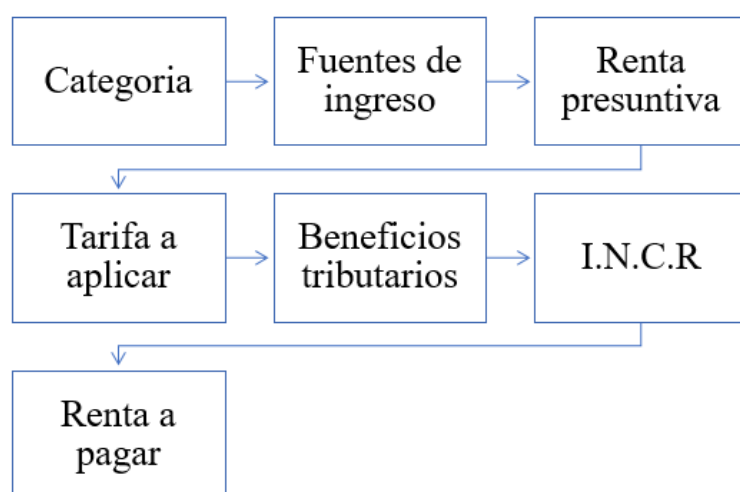 Categoria
Fuentes de
ingreso
Renta
presuntiva
Tarifa a
aplicar
Beneficios
tributarios
I.N.C.R
Renta a
pagar